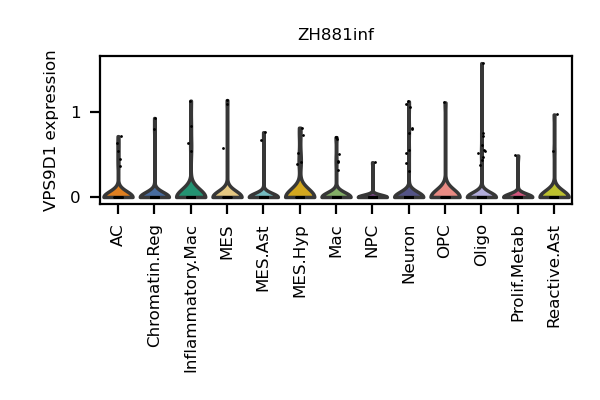 ZH881inf
VPS9D1 expression
1
0
AC
Chromatin.Reg
Inflammatory.Mac
MES
MES.Ast
MES.Hyp
Mac
NPC
Neuron
OPC
Oligo
Prolif.Metab
Reactive.Ast